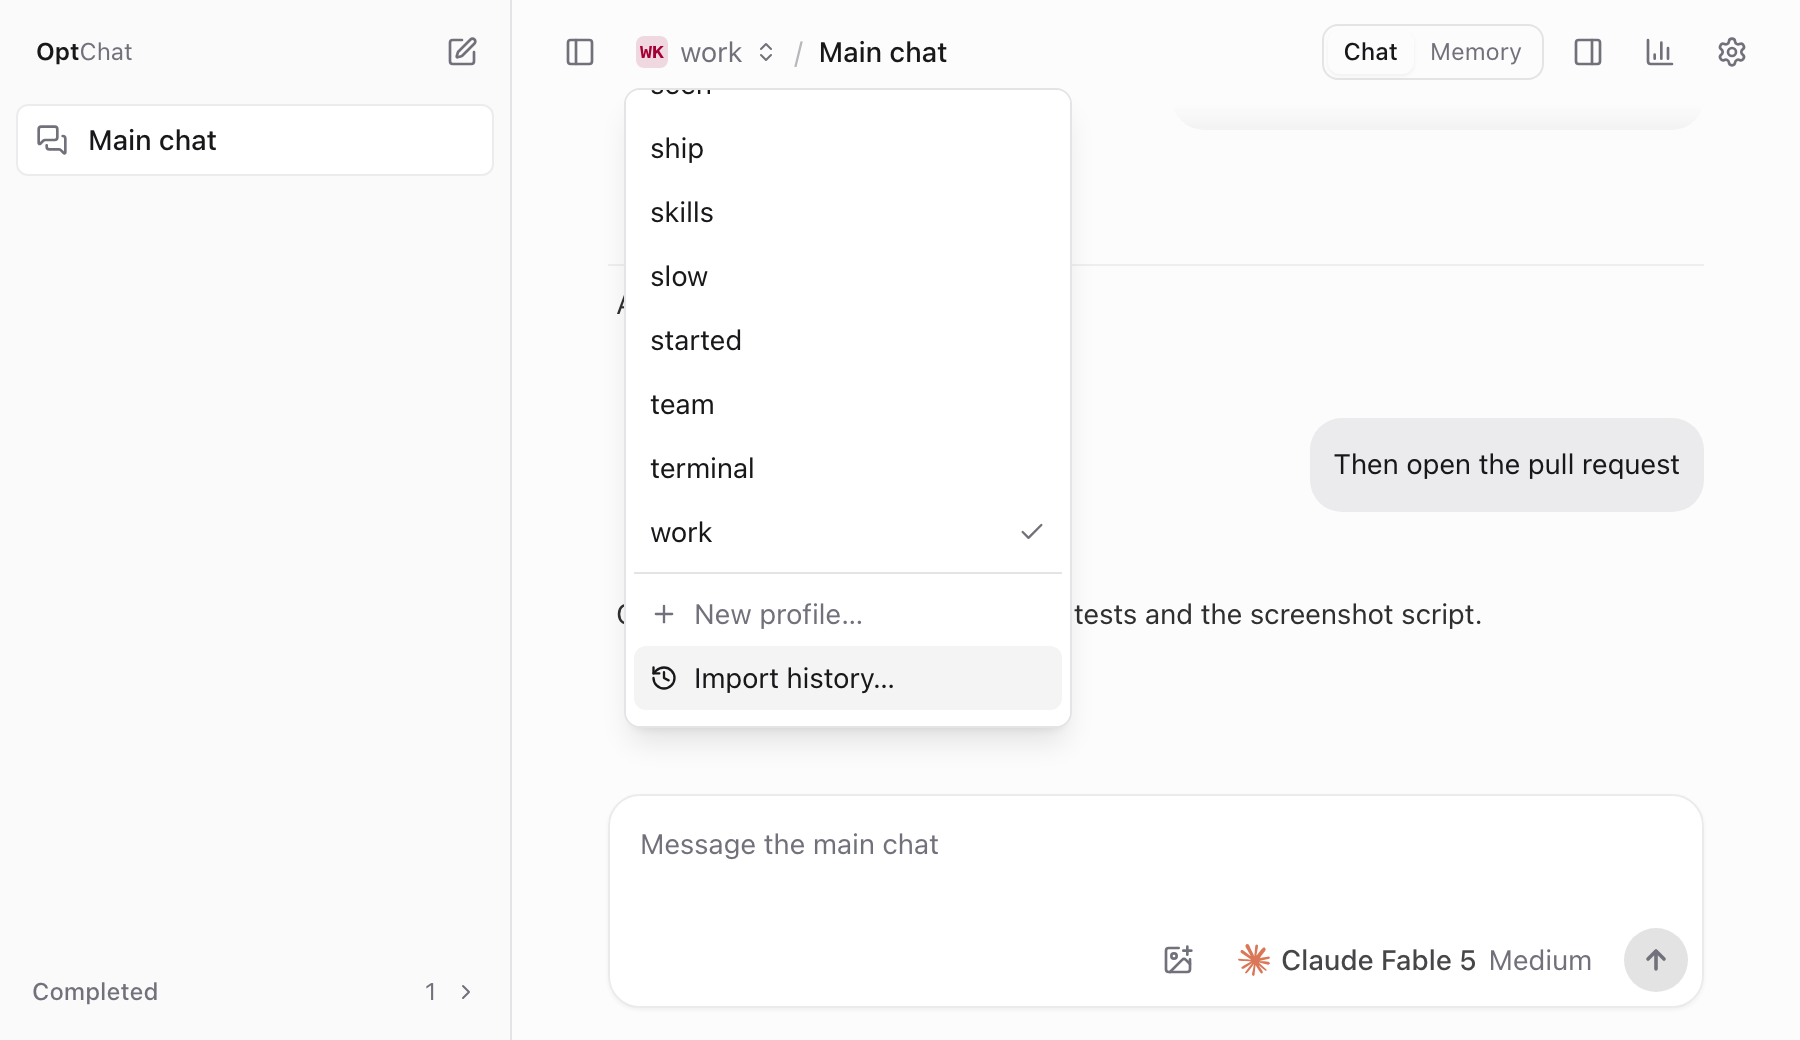 OptChat
WK work / Main chat
Chat Memory
Main chat
ship
skills
slow
started
team
terminal
work
New profile...
Import history...
Then open the pull request
tests and the screenshot script.
Message the main chat
Claude Fable 5 Medium
Completed 1